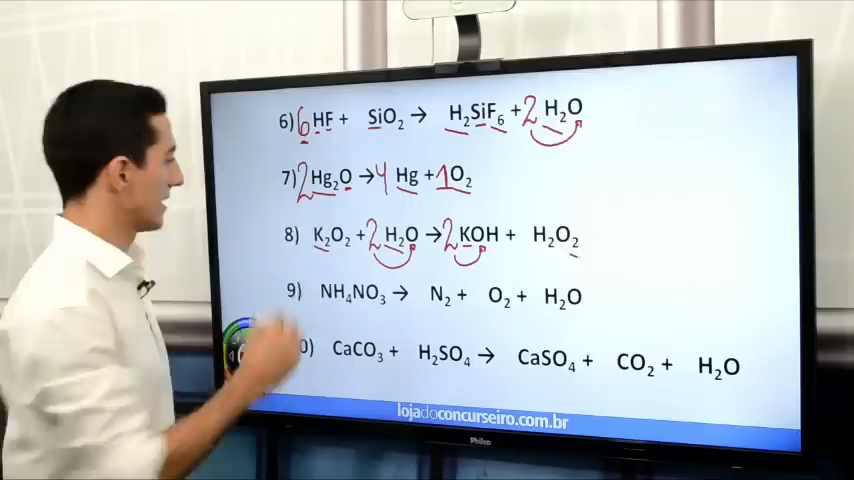 6) 6 HF + SiO₂ → H₂SiF₆ + 2 H₂O
7) 2 Hg₂O → 4 Hg + 1 O₂
8) K₂O₂ + 2 H₂O → 2 KOH + H₂O₂
9) NH₄NO₃ → N₂ + O₂ + H₂O
0) CaCO₃ + H₂SO₄ → CaSO₄ + CO₂ + H₂O
lojadoconcurseiro.com.br
Philco